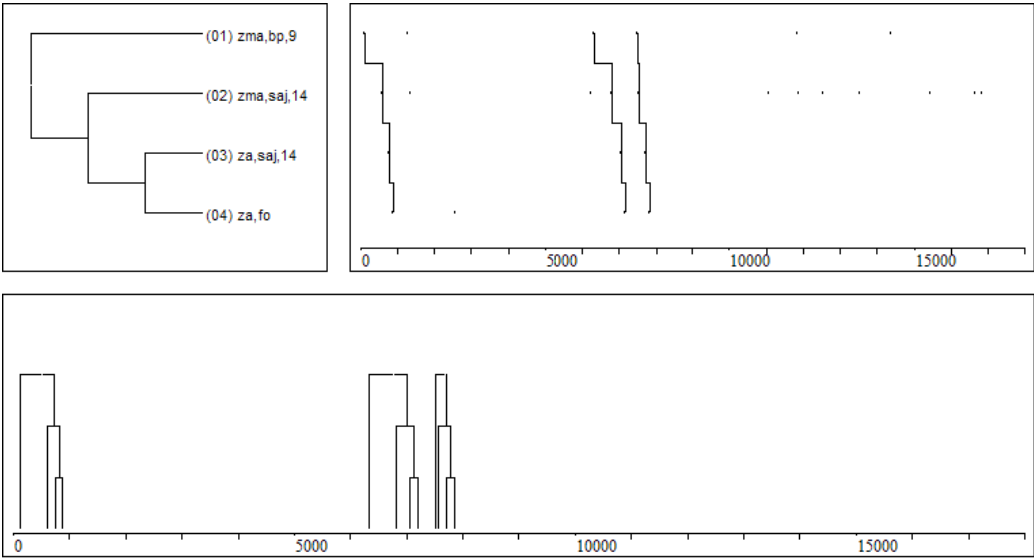 (01) zma,bp,9
(02) zma,saj,14
(03) za,saj,14
(04) za,fo
0 5000 10000 15000
0 5000 10000 15000